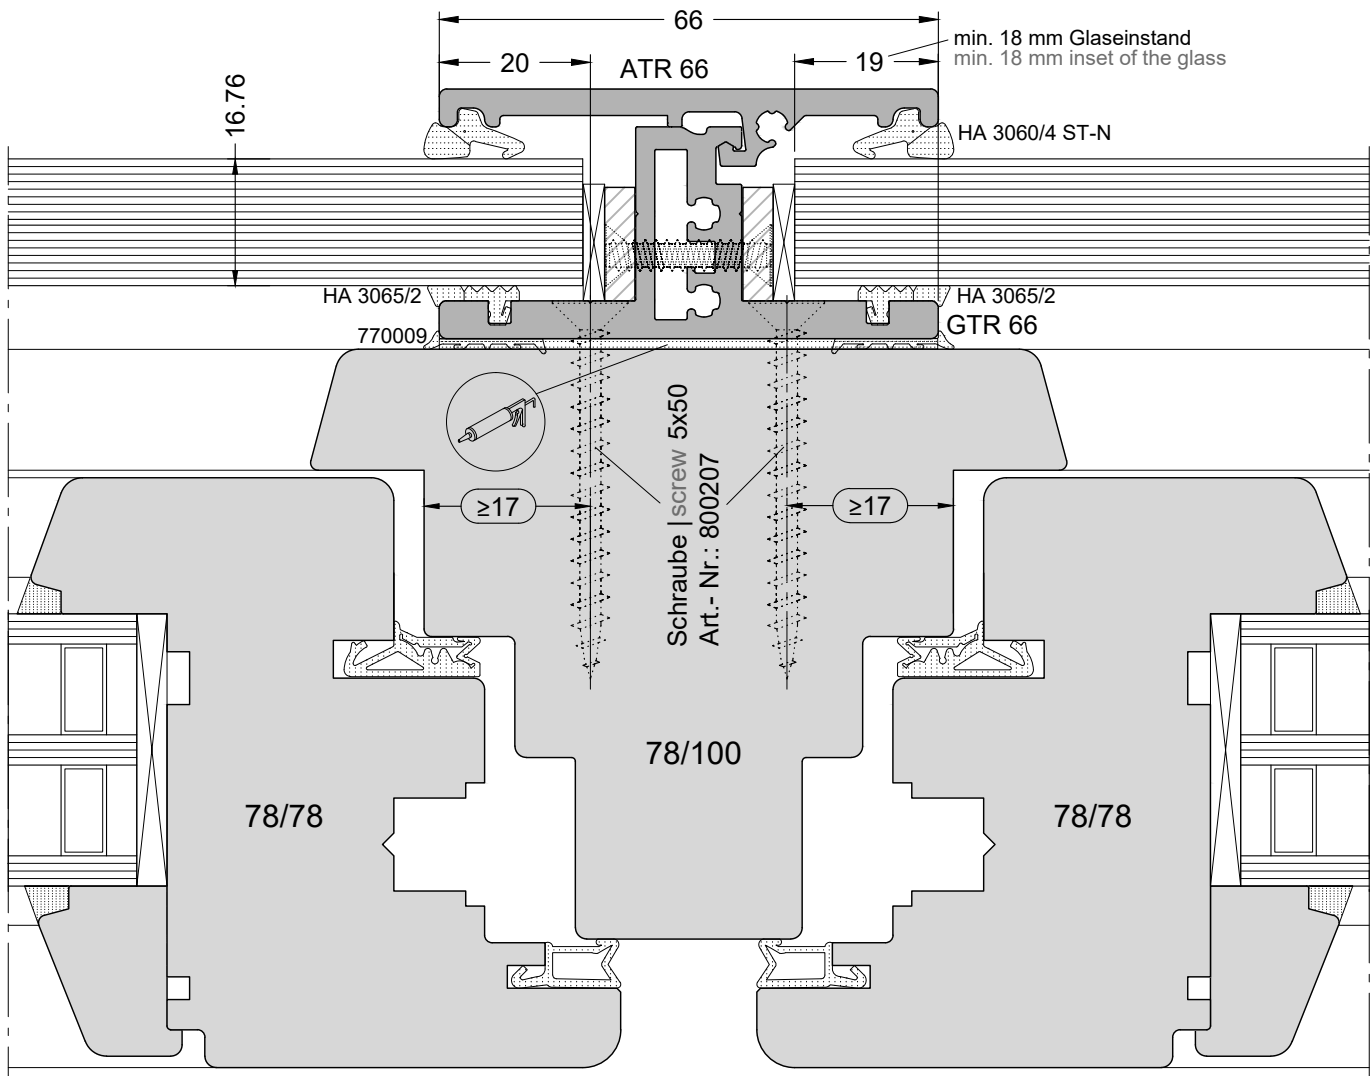 66
20
ATR 66
19
min. 18 mm Glaseinstand
min. 18 mm inset of the glass
16.76
HA 3060/4 ST-N
HA 3065/2
HA 3065/2
770009
GTR 66
≥17
Schraube | screw 5x50
Art.- Nr.: 800207
≥17
78/100
78/78
78/78